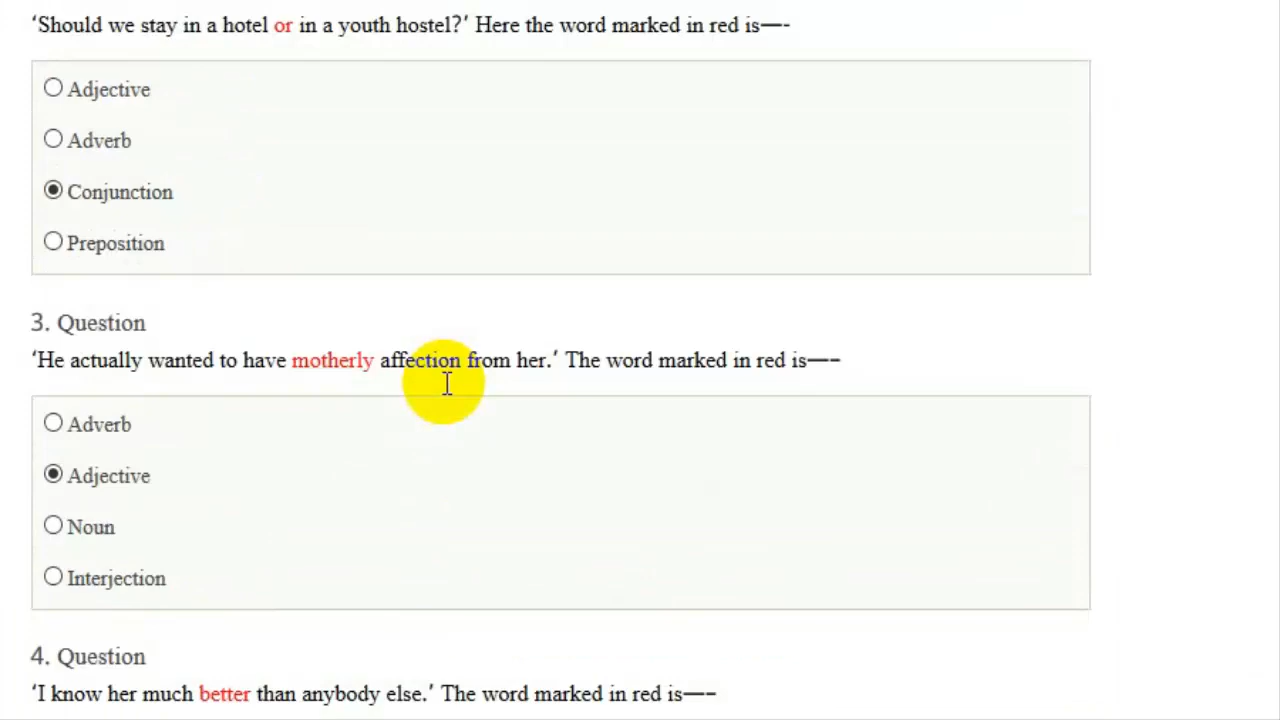 ‘Should we stay in a hotel or in a youth hostel?’ Here the word marked in red is—-
Adjective
Adverb
Conjunction
Preposition
3. Question
‘He actually wanted to have motherly affection from her.’ The word marked in red is—–
Adverb
Adjective
Noun
Interjection
4. Question
‘I know her much better than anybody else.’ The word marked in red is—–